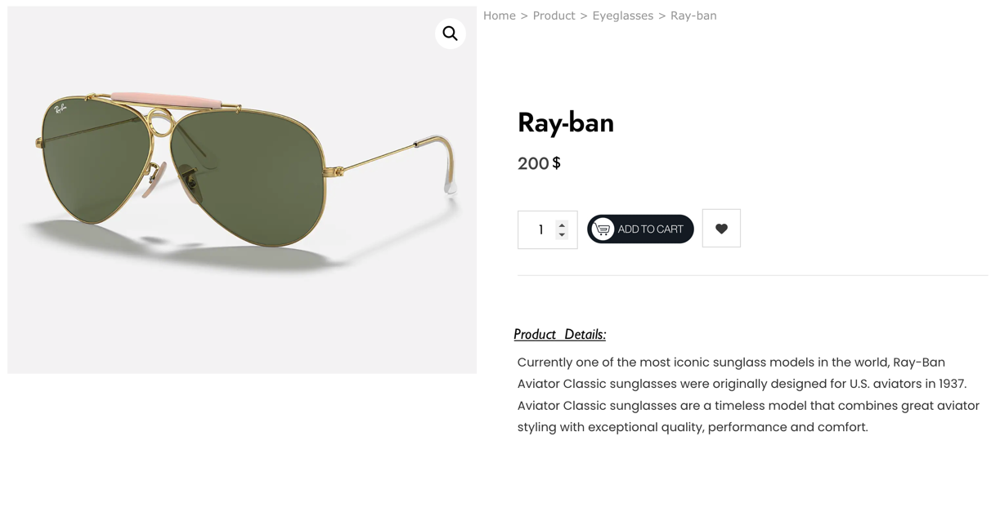 Home > Product > Eyeglasses > Ray-ban
Ray-Ban
Ray-ban
200 $
1
ADD TO CART
Product Details:
Currently one of the most iconic sunglass models in the world, Ray-Ban
Aviator Classic sunglasses were originally designed for U.S. aviators in 1937.
Aviator Classic sunglasses are a timeless model that combines great aviator
styling with exceptional quality, performance and comfort.